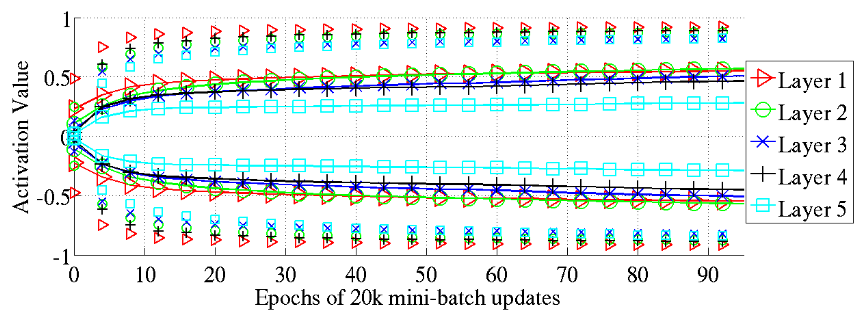 1
0.5
0
-0.5
-1
Activation Value
0 10 20 30 40 50 60 70 80 90
Epochs of 20k mini-batch updates
Layer 1
Layer 2
Layer 3
Layer 4
Layer 5